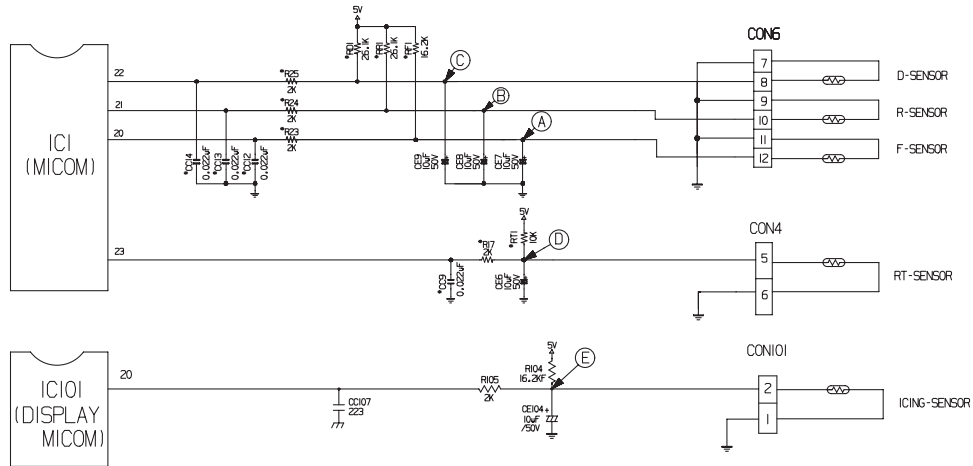 5V
CON6
*RD1
26.1K
*RR1
26.1K
*RF1
16.2K
C
22
*R25
2K
7
8
D-SENSOR
B
21
*R24
2K
9
10
R-SENSOR
A
20
*R23
2K
11
12
F-SENSOR
IC1
(MICOM)
*CC14
0.022uF
*CC13
0.022uF
*CC12
0.022uF
CE9
10uF
50V
CE8
10uF
50V
CE7
10uF
50V
5V
*RT1
10K
D
CON4
23
*R17
2K
5
6
RT-SENSOR
*CC9
0.022uF
CE6
10uF
50V
5V
CON101
E
R104
16.2KF
20
IC101
(DISPLAY
MICOM)
R105
2K
2
1
ICING-SENSOR
CC107
223
CE104+
10uF
/50V